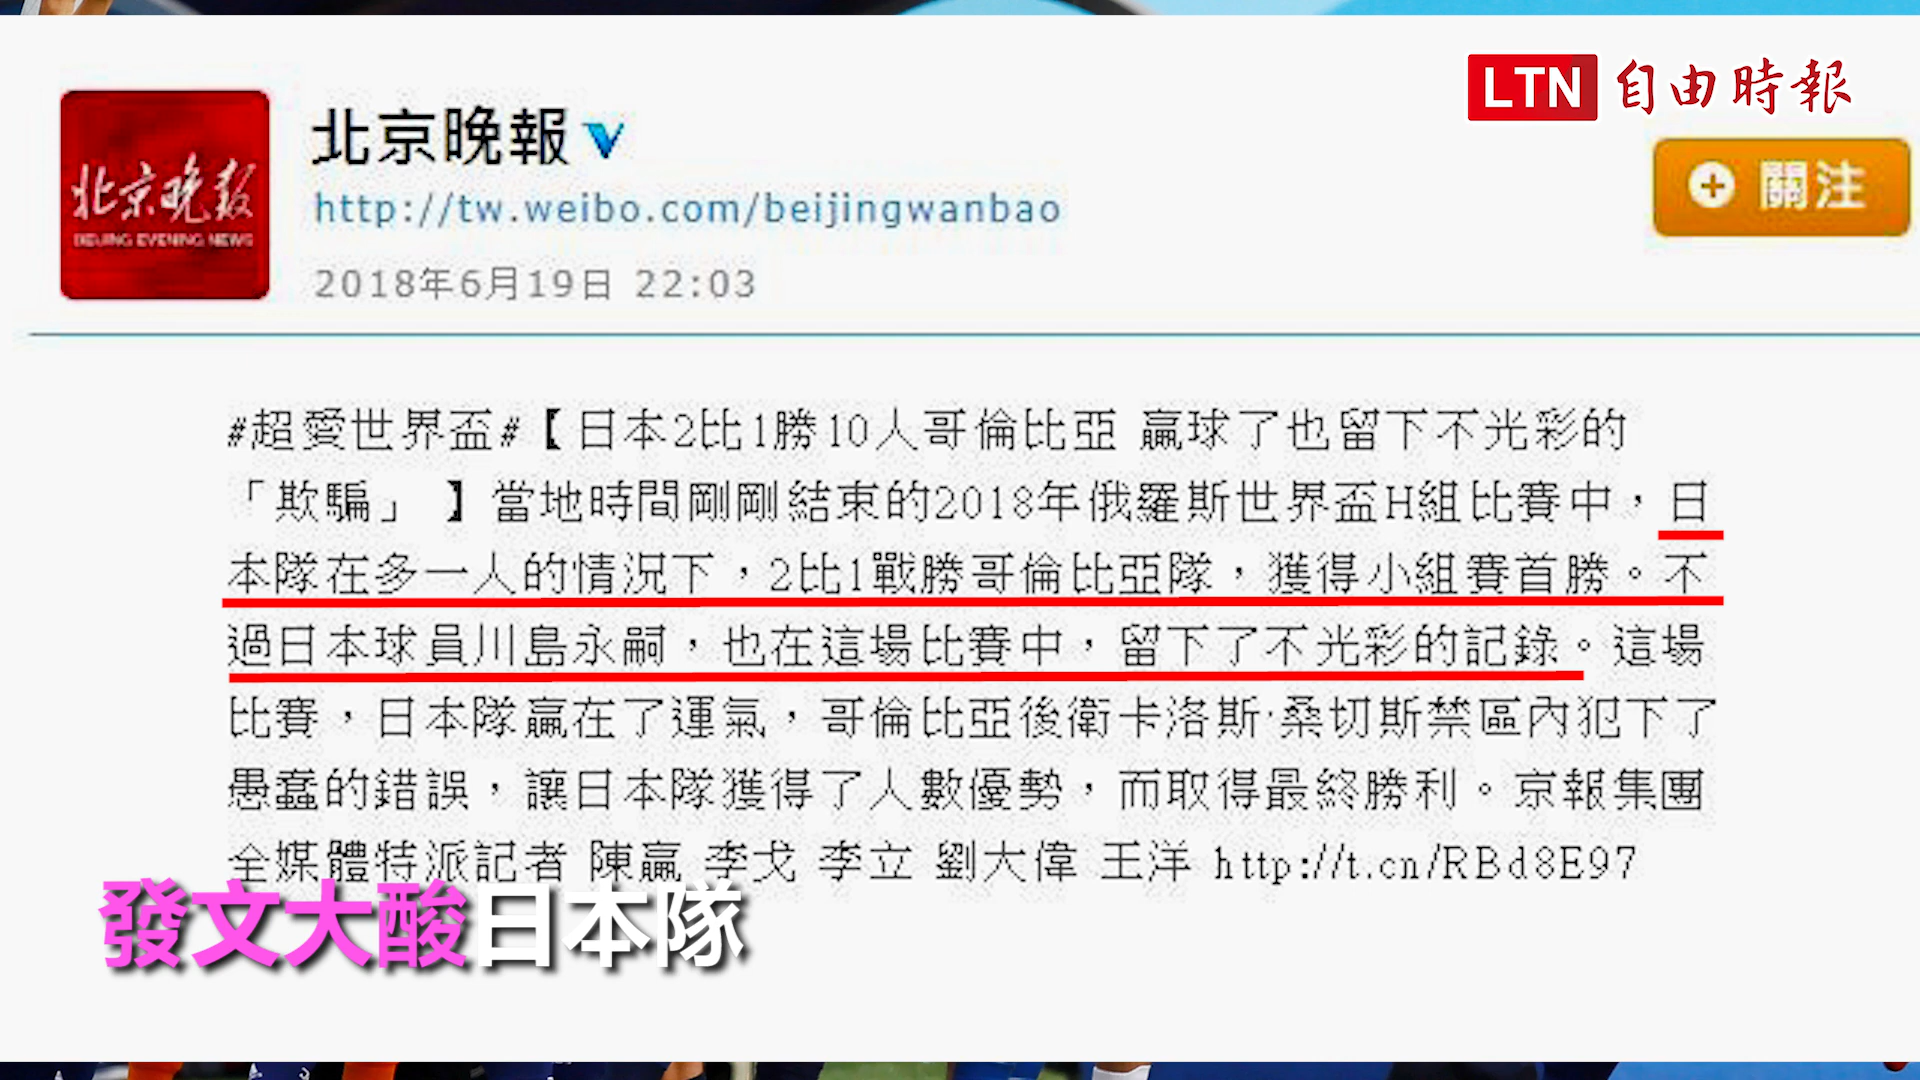 LTN 自由時報
北京晚報
BEIJING EVENING NEWS
北京晚報
http://tw.weibo.com/beijingwanbao
2018年6月19日 22:03
關注
#超愛世界盃#【日本2比1勝10人哥倫比亞 贏球了也留下不光彩的
「欺騙」 】當地時間剛剛結束的2018年俄羅斯世界盃H組比賽中，日
本隊在多一人的情況下，2比1戰勝哥倫比亞隊，獲得小組賽首勝。不
過日本球員川島永嗣，也在這場比賽中，留下了不光彩的記錄。這場
比賽，日本隊贏在了運氣，哥倫比亞後衛卡洛斯·桑切斯禁區內犯下了
愚蠢的錯誤，讓日本隊獲得了人數優勢，而取得最終勝利。京報集團
全媒體特派記者 陳贏 李戈 李立 劉大偉 王洋 http://t.cn/RBd8E97
發文大酸日本隊